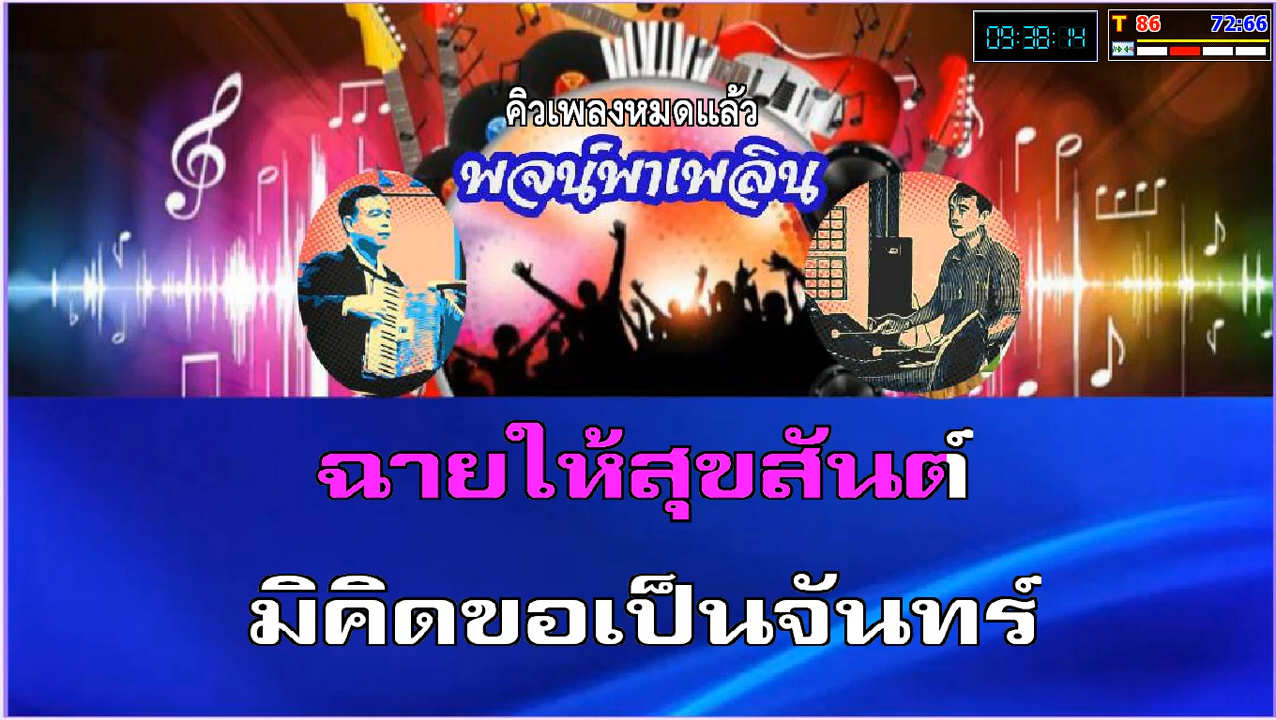 09:38:14
T 86 72:66
คิวเพลงหมดแล้ว
พจน์พาเพลิน
ฉายให้สุขสันต์
มิคิดขอเป็นจันทร์